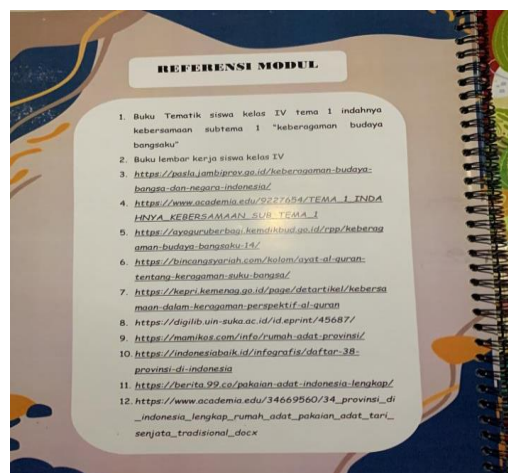 REFERENSI MODUL
1. Buku Tematik siswa kelas IV tema 1 indahnya
kebersamaan subtema 1 "keberagaman budaya
bangsaku"
2. Buku lembar kerja siswa kelas IV
3. https://pasla.jambiprov.go.id/keberagaman-budaya-
bangsa-dan-negara-indonesia/
4. https://www.academia.edu/9227654/TEMA_1_INDA
HNYA_KEBERSAMAAN_SUB_TEMA_1
5. https://ayoguruberbagi.kemdikbud.go.id/rpp/keberag
aman-budaya-bangsaku-14/
6. https://bincangsyariah.com/kolom/ayat-al-quran-
tentang-keragaman-suku-bangsa/
7. https://kepri.kemenag.go.id/page/detartikel/kebersa
maan-dalam-keragaman-perspektif-al-quran
8. https://digilib.uin-suka.ac.id/id.eprint/45687/
9. https://mamikos.com/info/rumah-adat-provinsi/
10. https://indonesiabaik.id/infografis/daftar-38-
provinsi-di-indonesia
11. https://berita.99.co/pakaian-adat-indonesia-lengkap/
12. https://www.academia.edu/34669560/34_provinsi_di
_indonesia_lengkap_rumah_adat_pakaian_adat_tari_
senjata_tradisional_docx